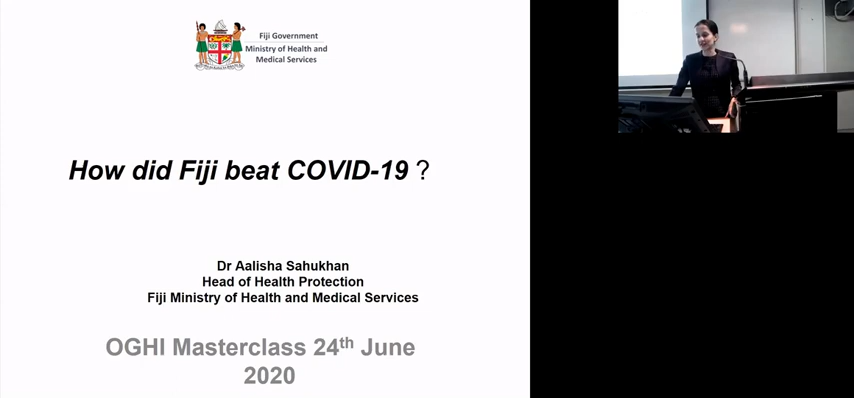 Fiji Government
Ministry of Health and
Medical Services
How did Fiji beat COVID-19 ?
Dr Aalisha Sahukhan
Head of Health Protection
Fiji Ministry of Health and Medical Services
OGHI Masterclass 24th June
2020